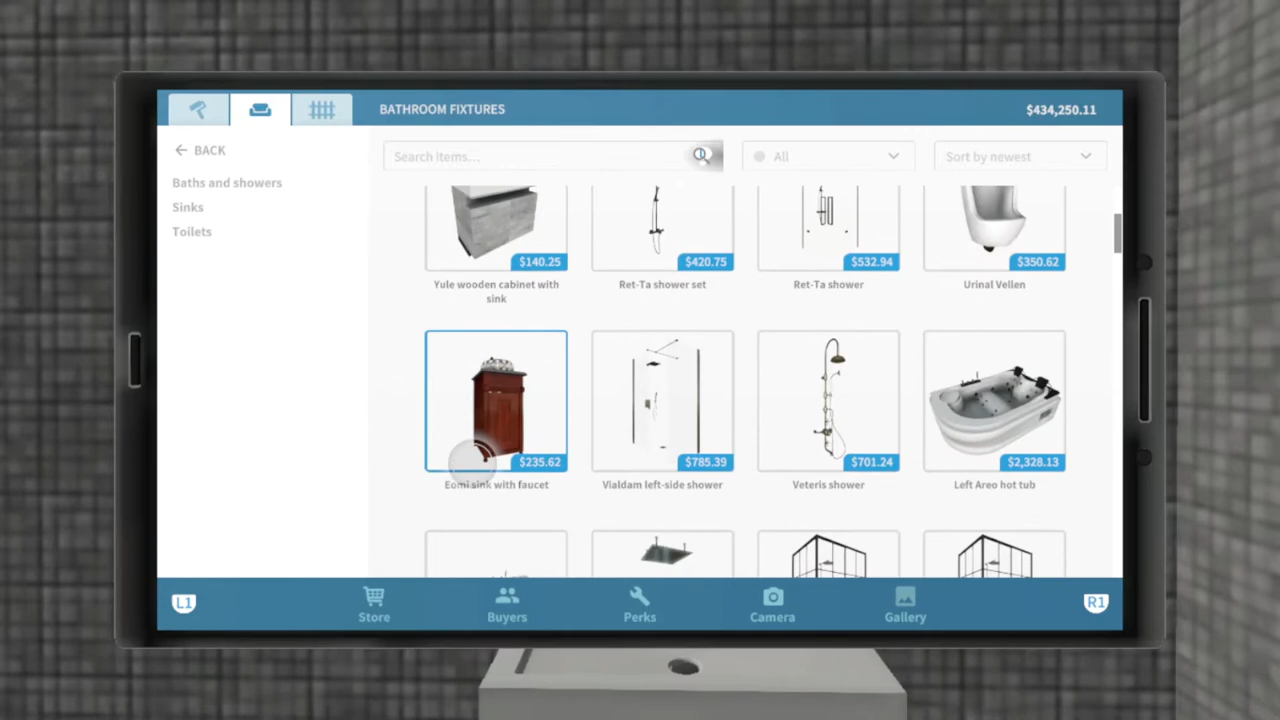 BATHROOM FIXTURES
$434,250.11
BACK
Search items...
All
Sort by newest
Baths and showers
Sinks
Toilets
$140.25
$420.75
$532.94
$350.62
Yule wooden cabinet with
sink
Ret-Ta shower set
Ret-Ta shower
Urinal Vellen
$235.62
$785.39
$701.24
$2,328.13
Eomi sink with faucet
Vialdam left-side shower
Veteris shower
Left Areo hot tub
L1
Store
Buyers
Perks
Camera
Gallery
R1